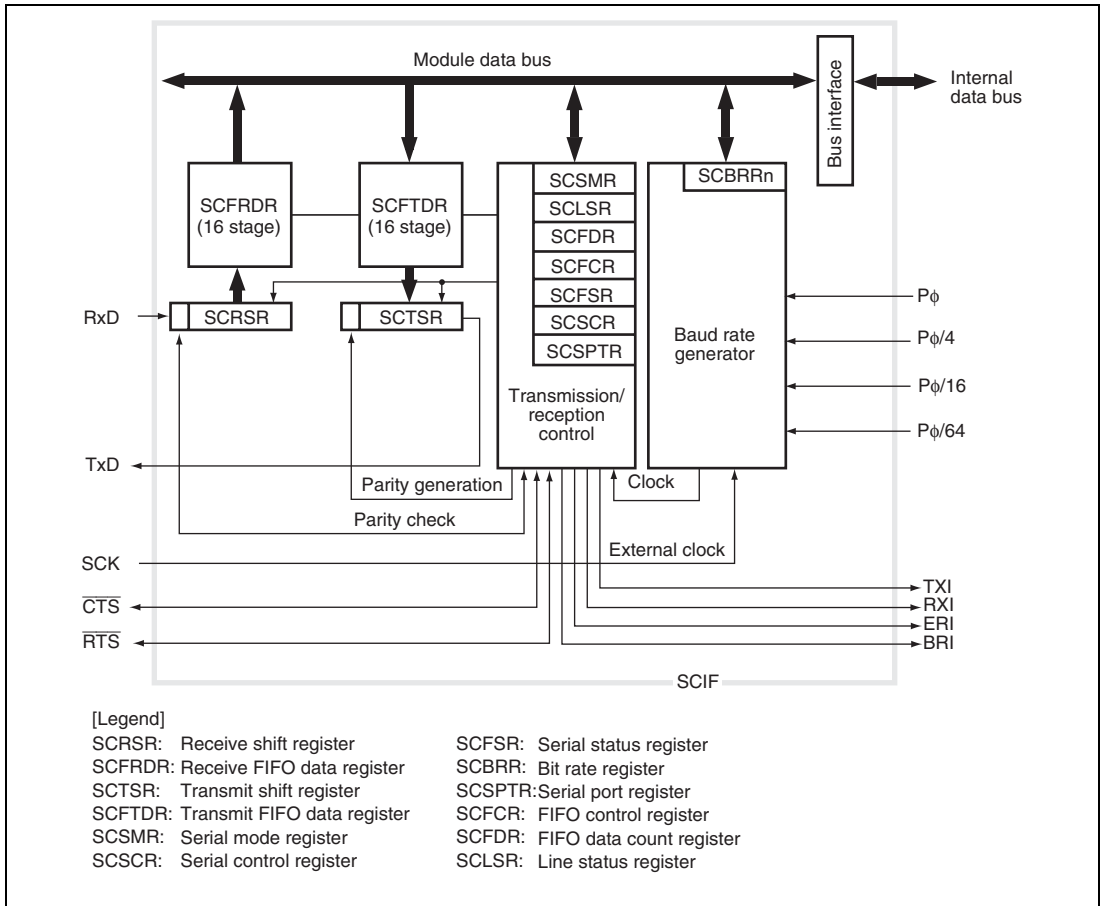 Module data bus
Bus interface
Internal
data bus
SCFRDR
(16 stage)
SCFTDR
(16 stage)
SCSMR
SCLSR
SCFDR
SCFCR
SCFSR
SCSCR
SCSPTR
Transmission/
reception
control
SCBRRn
Baud rate
generator
Pϕ
Pϕ/4
Pϕ/16
Pϕ/64
RxD
SCRSR
SCTSR
TxD
Parity generation
Parity check
Clock
SCK
External clock
CTS
RTS
TXI
RXI
ERI
BRI
SCIF
[Legend]
SCRSR: Receive shift register
SCFRDR: Receive FIFO data register
SCTSR: Transmit shift register
SCFTDR: Transmit FIFO data register
SCSMR: Serial mode register
SCSCR: Serial control register
SCFSR: Serial status register
SCBRR: Bit rate register
SCSPTR:Serial port register
SCFCR: FIFO control register
SCFDR: FIFO data count register
SCLSR: Line status register